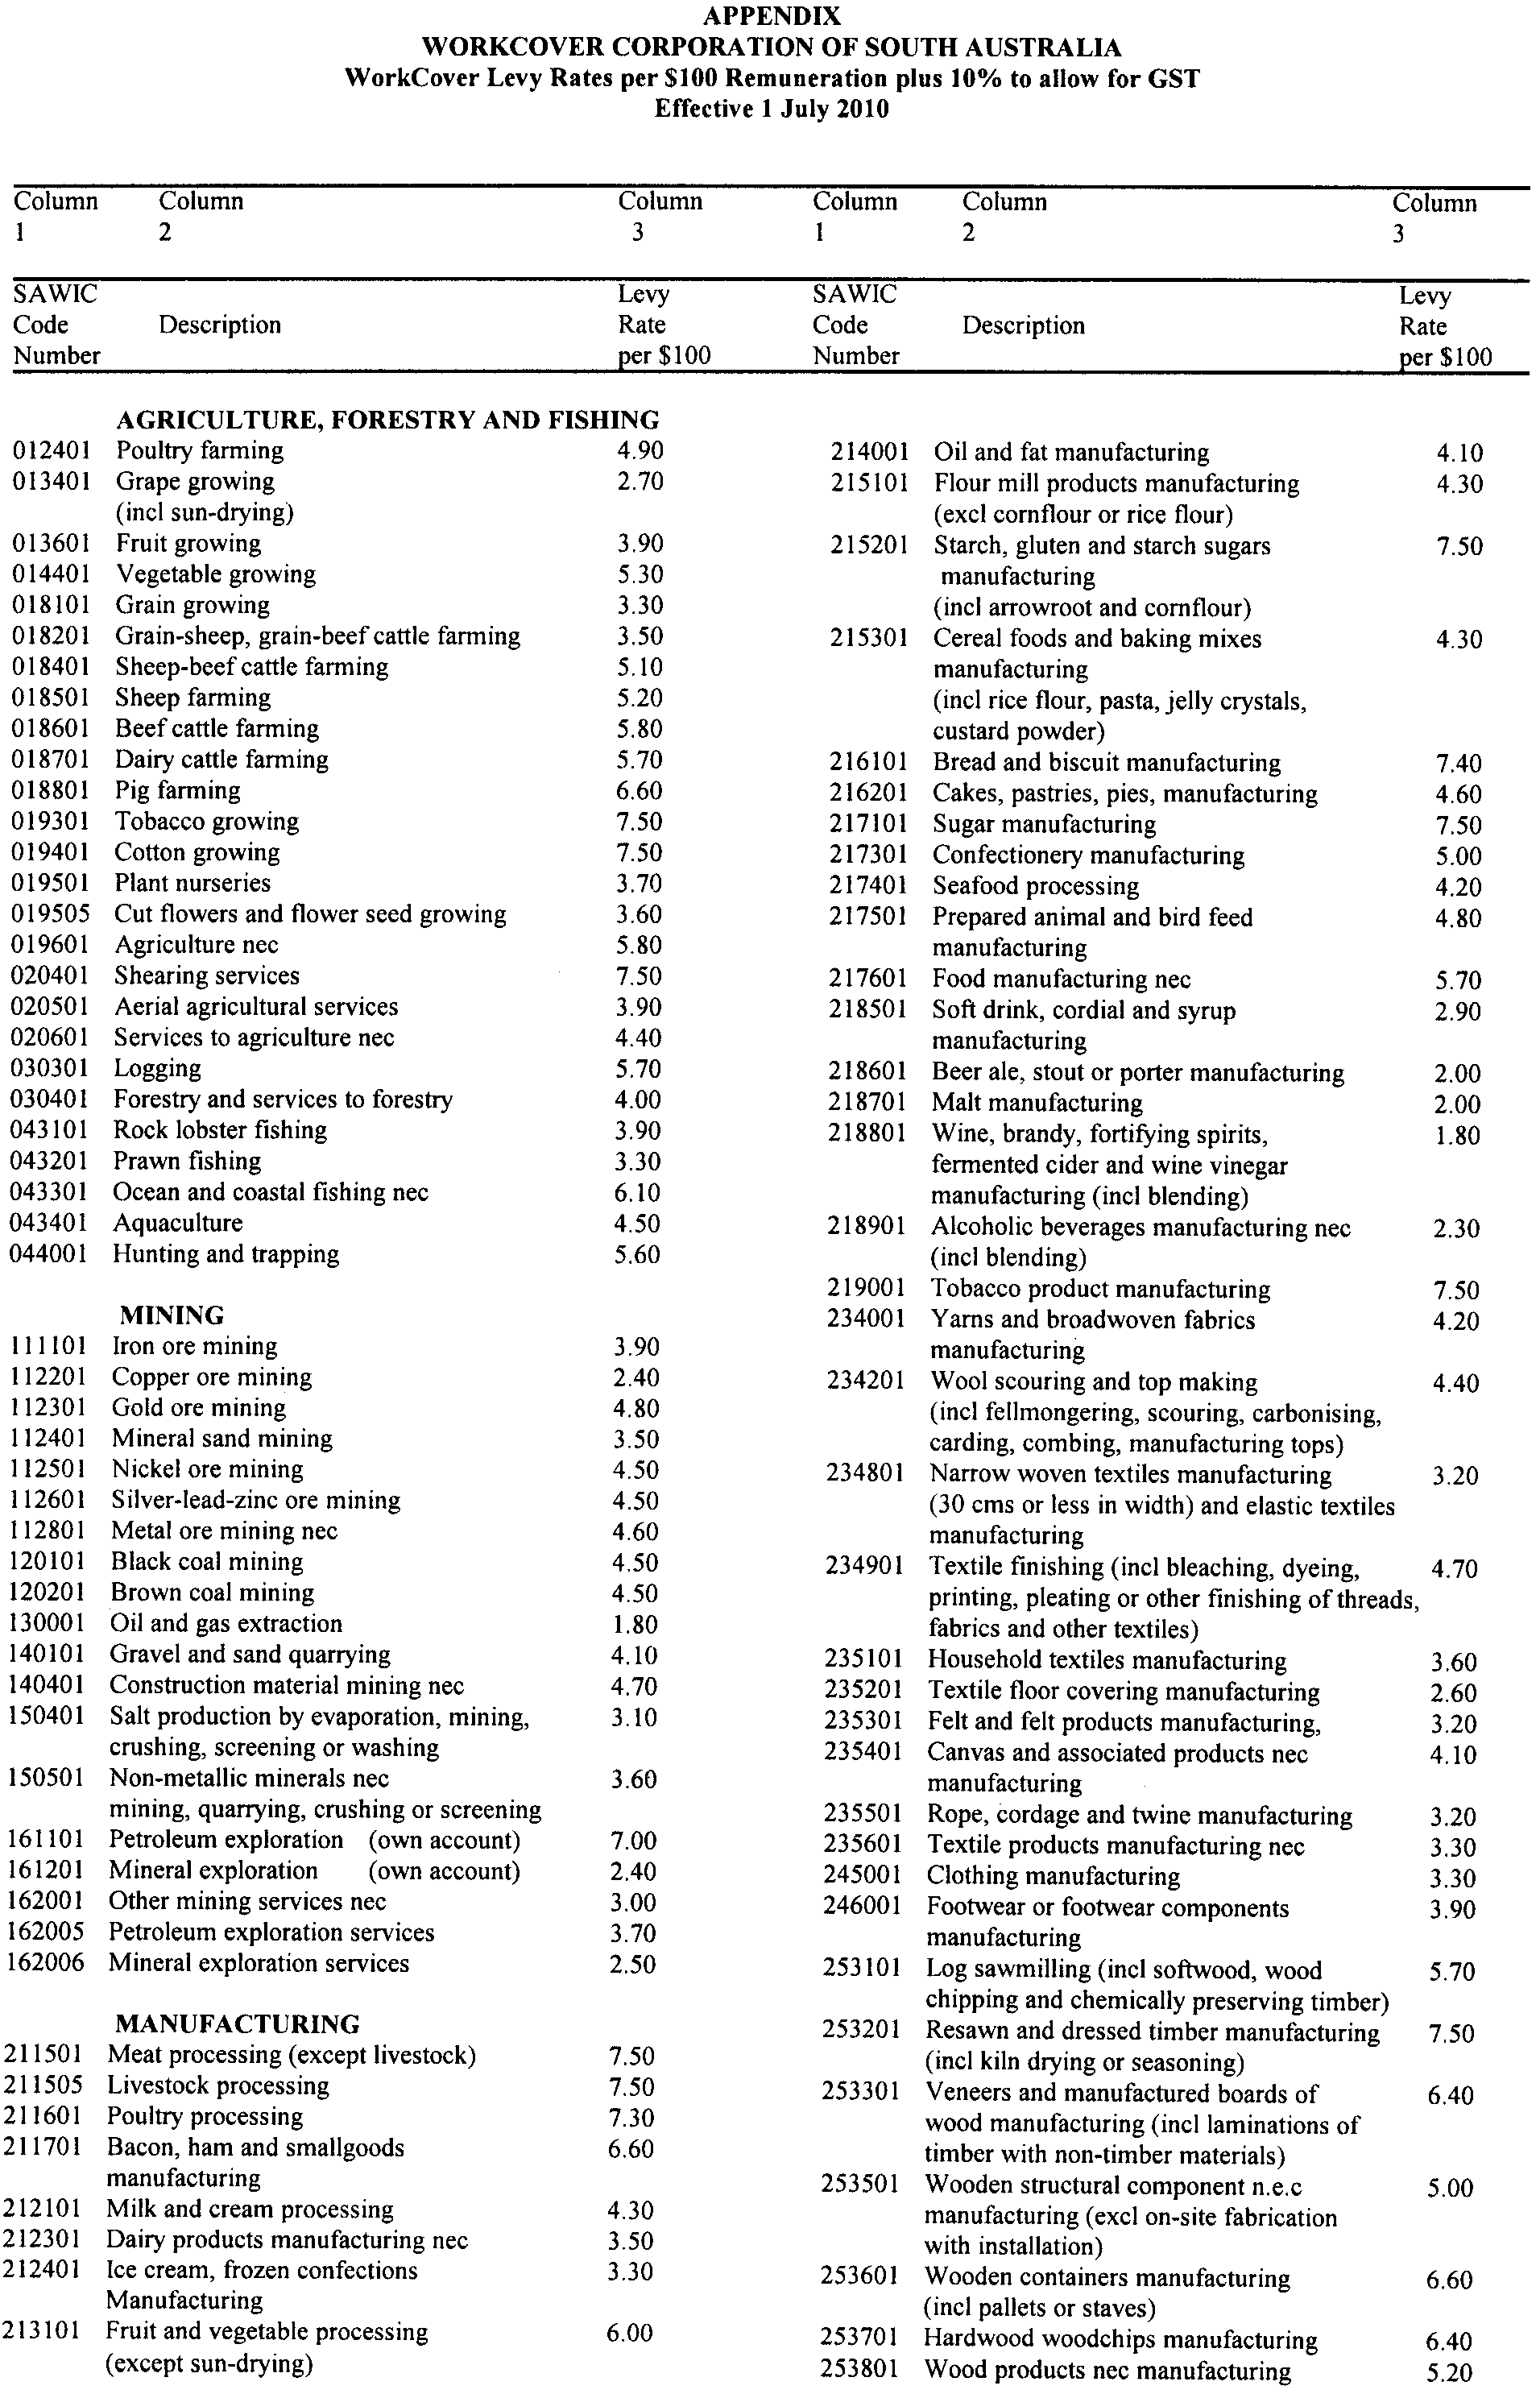 APPENDIX
WORKCOVER CORPORATION OF SOUTH AUSTRALIA
WorkCover Levy Rates per $100 Remuneration plus 10% to allow for GST
Effective 1 July 2010
Column Column Column Column Column Column
1 2 3 1 2 3
SAWIC Levy SAWIC Levy
Code Description Rate Code Description Rate
Number per $100 Number per $100
AGRICULTURE, FORESTRY AND FISHING
012401 Poultry farming 4.90
013401 Grape growing 2.70
(incl sun-drying)
013601 Fruit growing 3.90
014401 Vegetable growing 5.30
018101 Grain growing 3.30
018201 Grain-sheep, grain-beef cattle farming 3.50
018401 Sheep-beef cattle farming 5.10
018501 Sheep farming 5.20
018601 Beef cattle farming 5.80
018701 Dairy cattle farming 5.70
018801 Pig farming 6.60
019301 Tobacco growing 7.50
019401 Cotton growing 7.50
019501 Plant nurseries 3.70
019505 Cut flowers and flower seed growing 3.60
019601 Agriculture nec 5.80
020401 Shearing services 7.50
020501 Aerial agricultural services 3.90
020601 Services to agriculture nec 4.40
030301 Logging 5.70
030401 Forestry and services to forestry 4.00
043101 Rock lobster fishing 3.90
043201 Prawn fishing 3.30
043301 Ocean and coastal fishing nec 6.10
043401 Aquaculture 4.50
044001 Hunting and trapping 5.60
MINING
111101 Iron ore mining 3.90
112201 Copper ore mining 2.40
112301 Gold ore mining 4.80
112401 Mineral sand mining 3.50
112501 Nickel ore mining 4.50
112601 Silver-lead-zinc ore mining 4.50
112801 Metal ore mining nec 4.60
120101 Black coal mining 4.50
120201 Brown coal mining 4.50
130001 Oil and gas extraction 1.80
140101 Gravel and sand quarrying 4.10
140401 Construction material mining nec 4.70
150401 Salt production by evaporation, mining, 3.10
crushing, screening or washing
150501 Non-metallic minerals nec 3.60
mining, quarrying, crushing or screening
161101 Petroleum exploration (own account) 7.00
161201 Mineral exploration (own account) 2.40
162001 Other mining services nec 3.00
162005 Petroleum exploration services 3.70
162006 Mineral exploration services 2.50
MANUFACTURING
211501 Meat processing (except livestock) 7.50
211505 Livestock processing 7.50
211601 Poultry processing 7.30
211701 Bacon, ham and smallgoods 6.60
manufacturing
212101 Milk and cream processing 4.30
212301 Dairy products manufacturing nec 3.50
212401 Ice cream, frozen confections 3.30
Manufacturing
213101 Fruit and vegetable processing 6.00
(except sun-drying)
214001 Oil and fat manufacturing 4.10
215101 Flour mill products manufacturing 4.30
(excl cornflour or rice flour)
215201 Starch, gluten and starch sugars 7.50
manufacturing
(incl arrowroot and cornflour)
215301 Cereal foods and baking mixes 4.30
manufacturing
(incl rice flour, pasta, jelly crystals,
custard powder)
216101 Bread and biscuit manufacturing 7.40
216201 Cakes, pastries, pies, manufacturing 4.60
217101 Sugar manufacturing 7.50
217301 Confectionery manufacturing 5.00
217401 Seafood processing 4.20
217501 Prepared animal and bird feed 4.80
manufacturing
217601 Food manufacturing nec 5.70
218501 Soft drink, cordial and syrup 2.90
manufacturing
218601 Beer ale, stout or porter manufacturing 2.00
218701 Malt manufacturing 2.00
218801 Wine, brandy, fortifying spirits, 1.80
fermented cider and wine vinegar
manufacturing (incl blending)
218901 Alcoholic beverages manufacturing nec 2.30
(incl blending)
219001 Tobacco product manufacturing 7.50
234001 Yarns and broadwoven fabrics 4.20
manufacturing
234201 Wool scouring and top making 4.40
(incl fellmongering, scouring, carbonising,
carding, combing, manufacturing tops)
234801 Narrow woven textiles manufacturing 3.20
(30 cms or less in width) and elastic textiles
manufacturing
234901 Textile finishing (incl bleaching, dyeing, 4.70
printing, pleating or other finishing of threads,
fabrics and other textiles)
235101 Household textiles manufacturing 3.60
235201 Textile floor covering manufacturing 2.60
235301 Felt and felt products manufacturing, 3.20
235401 Canvas and associated products nec 4.10
manufacturing
235501 Rope, cordage and twine manufacturing 3.20
235601 Textile products manufacturing nec 3.30
245001 Clothing manufacturing 3.30
246001 Footwear or footwear components 3.90
manufacturing
253101 Log sawmilling (incl softwood, wood 5.70
chipping and chemically preserving timber)
253201 Resawn and dressed timber manufacturing 7.50
(incl kiln drying or seasoning)
253301 Veneers and manufactured boards of 6.40
wood manufacturing (incl laminations of
timber with non-timber materials)
253501 Wooden structural component n.e.c 5.00
manufacturing (excl on-site fabrication
with installation)
253601 Wooden containers manufacturing 6.60
(incl pallets or staves)
253701 Hardwood woodchips manufacturing 6.40
253801 Wood products nec manufacturing 5.20